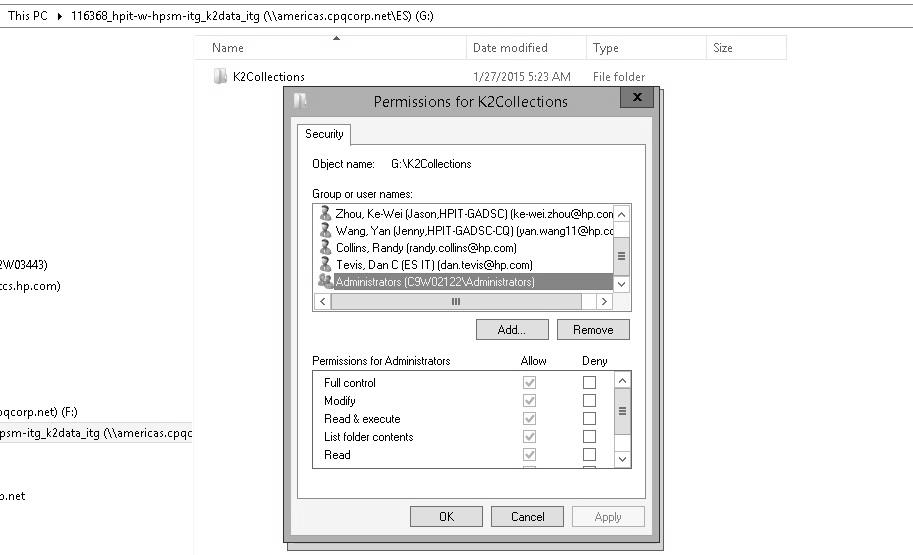 This PC 116368_hpit-w-hpsm-itg_k2data_itg (\\americas.cpqcorp.net\ES) (G:)
Name Date modified Type Size
K2Collections 1/27/2015 5:23 AM File folder
Permissions for K2Collections x
Security
Object name: G:\K2Collections
Group or user names:
Zhou, Ke-Wei (Jason,HPIT-GADSC) (ke-wei.zhou@hp.com
Wang, Yan (Jenny,HPIT-GADSC-CQ) (yan.wang11@hp.cc
Collins, Randy (randy.collins@hp.com)
2W03443)
Tevis, Dan C (ES IT) (dan.tevis@hp.com)
tcs.hp.com)
Administrators (C9W02122\Administrators)
Add... Remove
Permissions for Administrators Allow Deny
Full control
Modify
pqcorp.net) (F:)
Read & execute
psm-itg_k2data_itg (\\americas.cpqc
List folder contents
Read
p.net
OK Cancel Apply